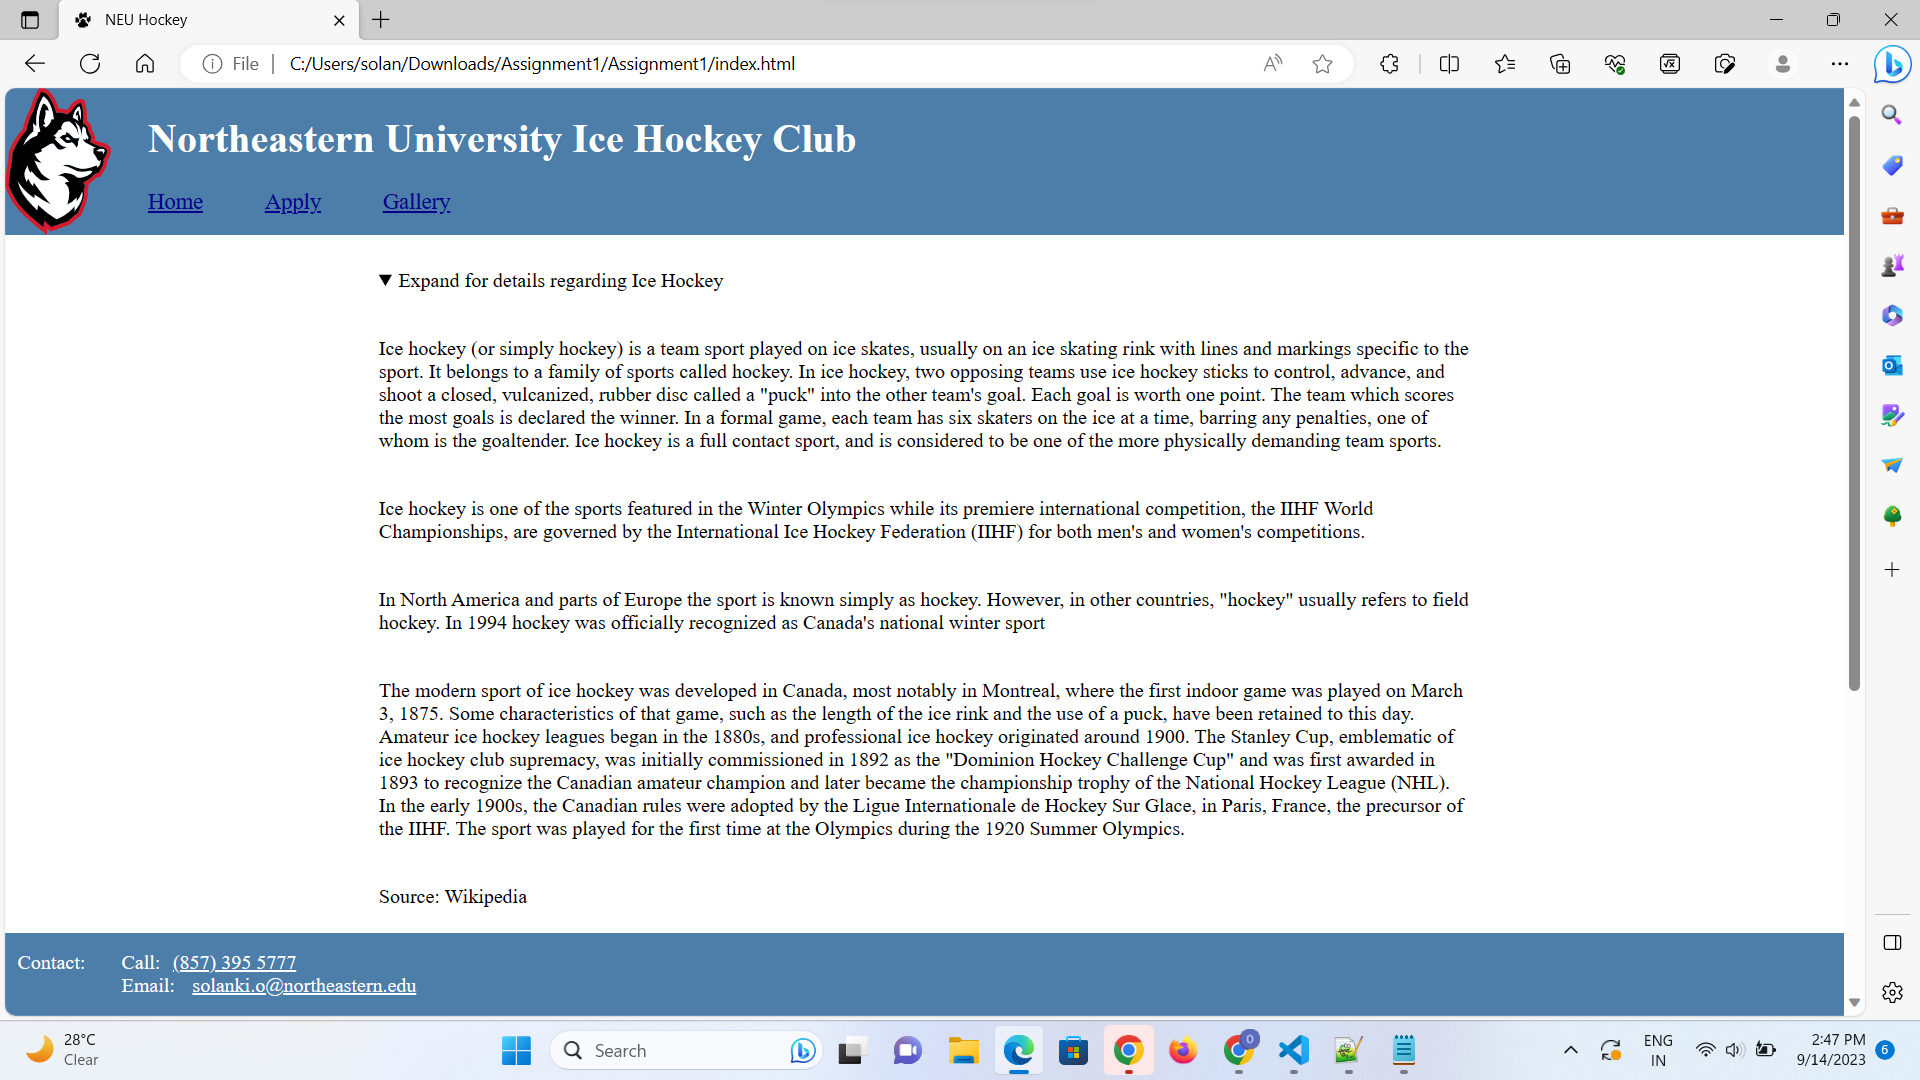 NEU Hockey
File
C:/Users/solan/Downloads/Assignment1/Assignment1/index.html
Northeastern University Ice Hockey Club
Home Apply Gallery
▼ Expand for details regarding Ice Hockey
Ice hockey (or simply hockey) is a team sport played on ice skates, usually on an ice skating rink with lines and markings specific to the
sport. It belongs to a family of sports called hockey. In ice hockey, two opposing teams use ice hockey sticks to control, advance, and
shoot a closed, vulcanized, rubber disc called a "puck" into the other team's goal. Each goal is worth one point. The team which scores
the most goals is declared the winner. In a formal game, each team has six skaters on the ice at a time, barring any penalties, one of
whom is the goaltender. Ice hockey is a full contact sport, and is considered to be one of the more physically demanding team sports.
Ice hockey is one of the sports featured in the Winter Olympics while its premiere international competition, the IIHF World
Championships, are governed by the International Ice Hockey Federation (IIHF) for both men's and women's competitions.
In North America and parts of Europe the sport is known simply as hockey. However, in other countries, "hockey" usually refers to field
hockey. In 1994 hockey was officially recognized as Canada's national winter sport
The modern sport of ice hockey was developed in Canada, most notably in Montreal, where the first indoor game was played on March
3, 1875. Some characteristics of that game, such as the length of the ice rink and the use of a puck, have been retained to this day.
Amateur ice hockey leagues began in the 1880s, and professional ice hockey originated around 1900. The Stanley Cup, emblematic of
ice hockey club supremacy, was initially commissioned in 1892 as the "Dominion Hockey Challenge Cup" and was first awarded in
1893 to recognize the Canadian amateur champion and later became the championship trophy of the National Hockey League (NHL).
In the early 1900s, the Canadian rules were adopted by the Ligue Internationale de Hockey Sur Glace, in Paris, France, the precursor of
the IIHF. The sport was played for the first time at the Olympics during the 1920 Summer Olympics.
Source: Wikipedia
Contact: Call: (857) 395 5777
Email: solanki.o@northeastern.edu
28°C
Clear
Search
0
ENG
IN
2:47 PM
9/14/2023
6